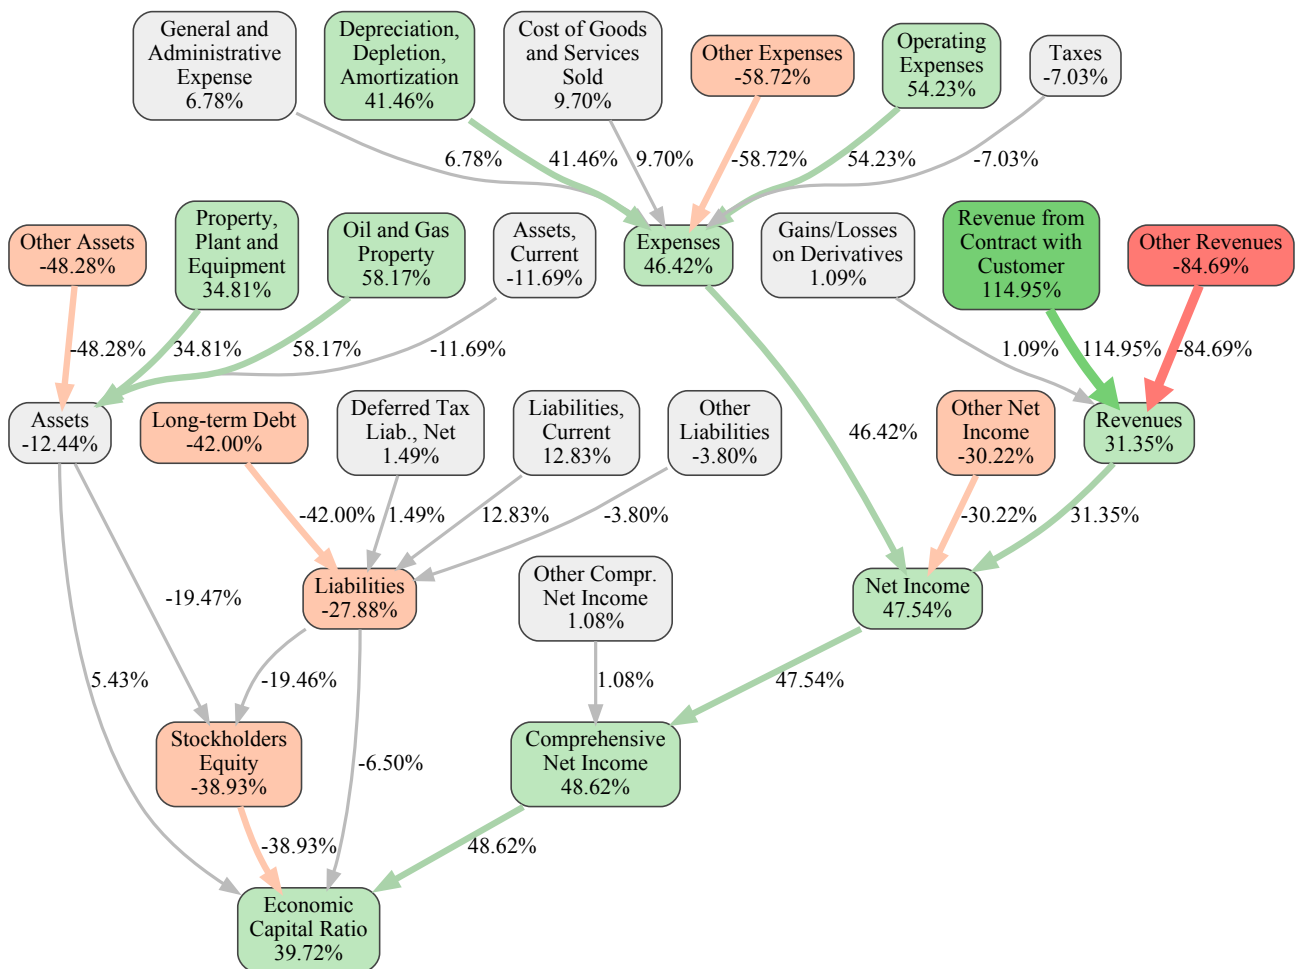 General and
Administrative
Expense
6.78%
Depreciation,
Depletion,
Amortization
41.46%
Cost of Goods
and Services
Sold
9.70%
Other Expenses
-58.72%
Operating
Expenses
54.23%
Taxes
-7.03%
6.78%
41.46%
9.70%
-58.72%
54.23%
-7.03%
Other Assets
-48.28%
Property,
Plant and
Equipment
34.81%
Oil and Gas
Property
58.17%
Assets,
Current
-11.69%
Expenses
46.42%
Gains/Losses
on Derivatives
1.09%
Revenue from
Contract with
Customer
114.95%
Other Revenues
-84.69%
-48.28%
34.81%
58.17%
-11.69%
1.09%
114.95%
-84.69%
Assets
-12.44%
Long-term Debt
-42.00%
Deferred Tax
Liab., Net
1.49%
Liabilities,
Current
12.83%
Other
Liabilities
-3.80%
46.42%
Other Net
Income
-30.22%
Revenues
31.35%
-42.00%
1.49%
12.83%
-3.80%
-30.22%
31.35%
-19.47%
Liabilities
-27.88%
Other Compr.
Net Income
1.08%
Net Income
47.54%
5.43%
-19.46%
1.08%
47.54%
Stockholders
Equity
-38.93%
-6.50%
Comprehensive
Net Income
48.62%
-38.93%
48.62%
Economic
Capital Ratio
39.72%